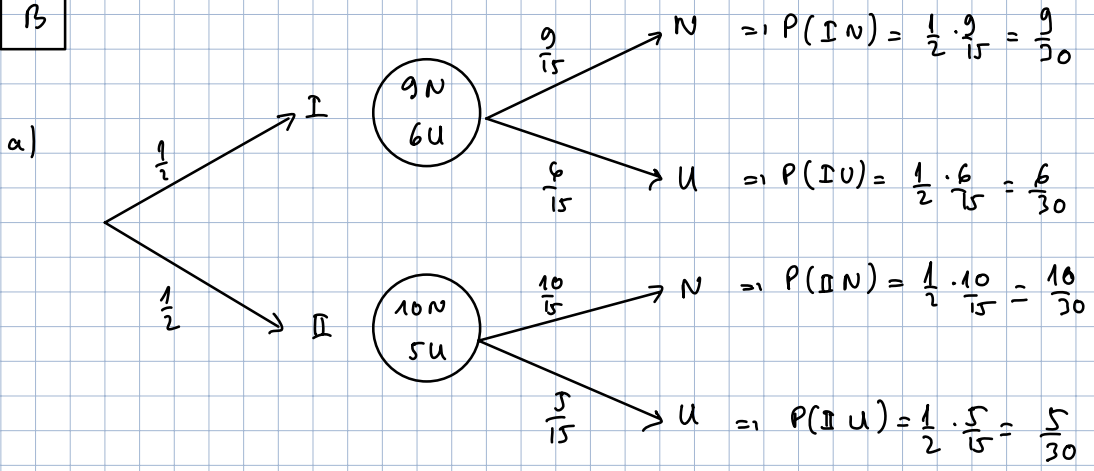 B
9/15 N => P(I N) = 1/2 · 9/15 = 9/30
a) 1/2 I 9N
6U
6/15 U => P(I U) = 1/2 · 6/15 = 6/30
1/2 II 10N
5U
10/15 N => P(II N) = 1/2 · 10/15 = 10/30
5/15 U => P(II U) = 1/2 · 5/15 = 5/30